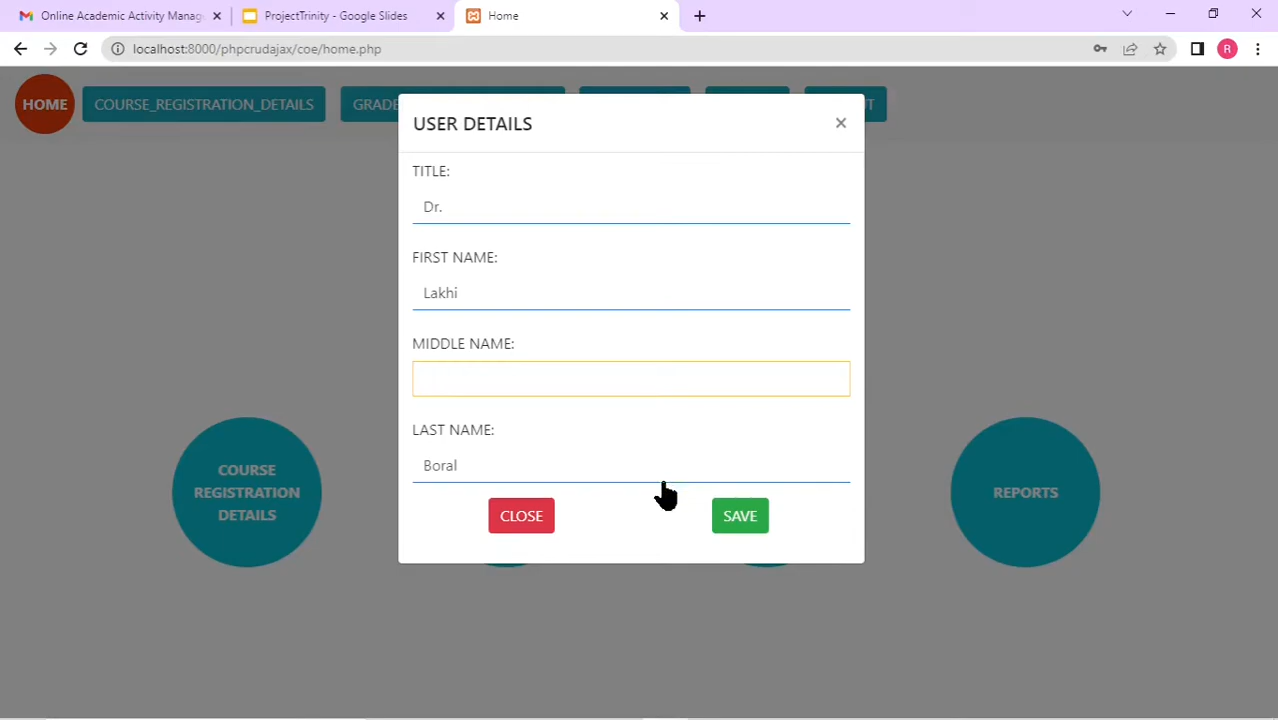 Online Academic Activity Manag
ProjectTrinity - Google Slides
Home
localhost:8000/phpcrudajax/coe/home.php
R
HOME
COURSE_REGISTRATION_DETAILS
GRADE
T
USER DETAILS
×
TITLE:
Dr.
FIRST NAME:
Lakhi
MIDDLE NAME:
LAST NAME:
Boral
CLOSE
SAVE
COURSE
REGISTRATION
DETAILS
REPORTS